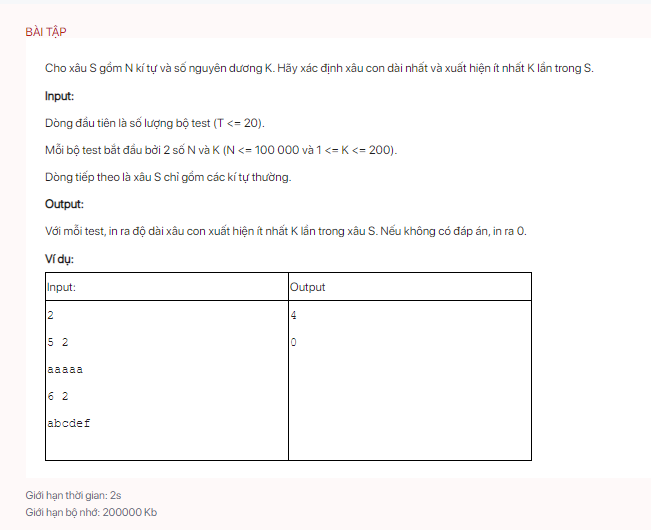 BÀI TẬP
Cho xâu S gồm N kí tự và số nguyên dương K. Hãy xác định xâu con dài nhất và xuất hiện ít nhất K lần trong S.
Input:
Dòng đầu tiên là số lượng bộ test (T <= 20).
Mỗi bộ test bắt đầu bởi 2 số N và K (N <= 100 000 và 1 <= K <= 200).
Dòng tiếp theo là xâu S chỉ gồm các kí tự thường.
Output:
Với mỗi test, in ra độ dài xâu con xuất hiện ít nhất K lần trong xâu S. Nếu không có đáp án, in ra 0.
Ví dụ:
Input: Output
2 4
5 2 0
aaaaa
6 2
abcdef
Giới hạn thời gian: 2s
Giới hạn bộ nhớ: 200000 Kb